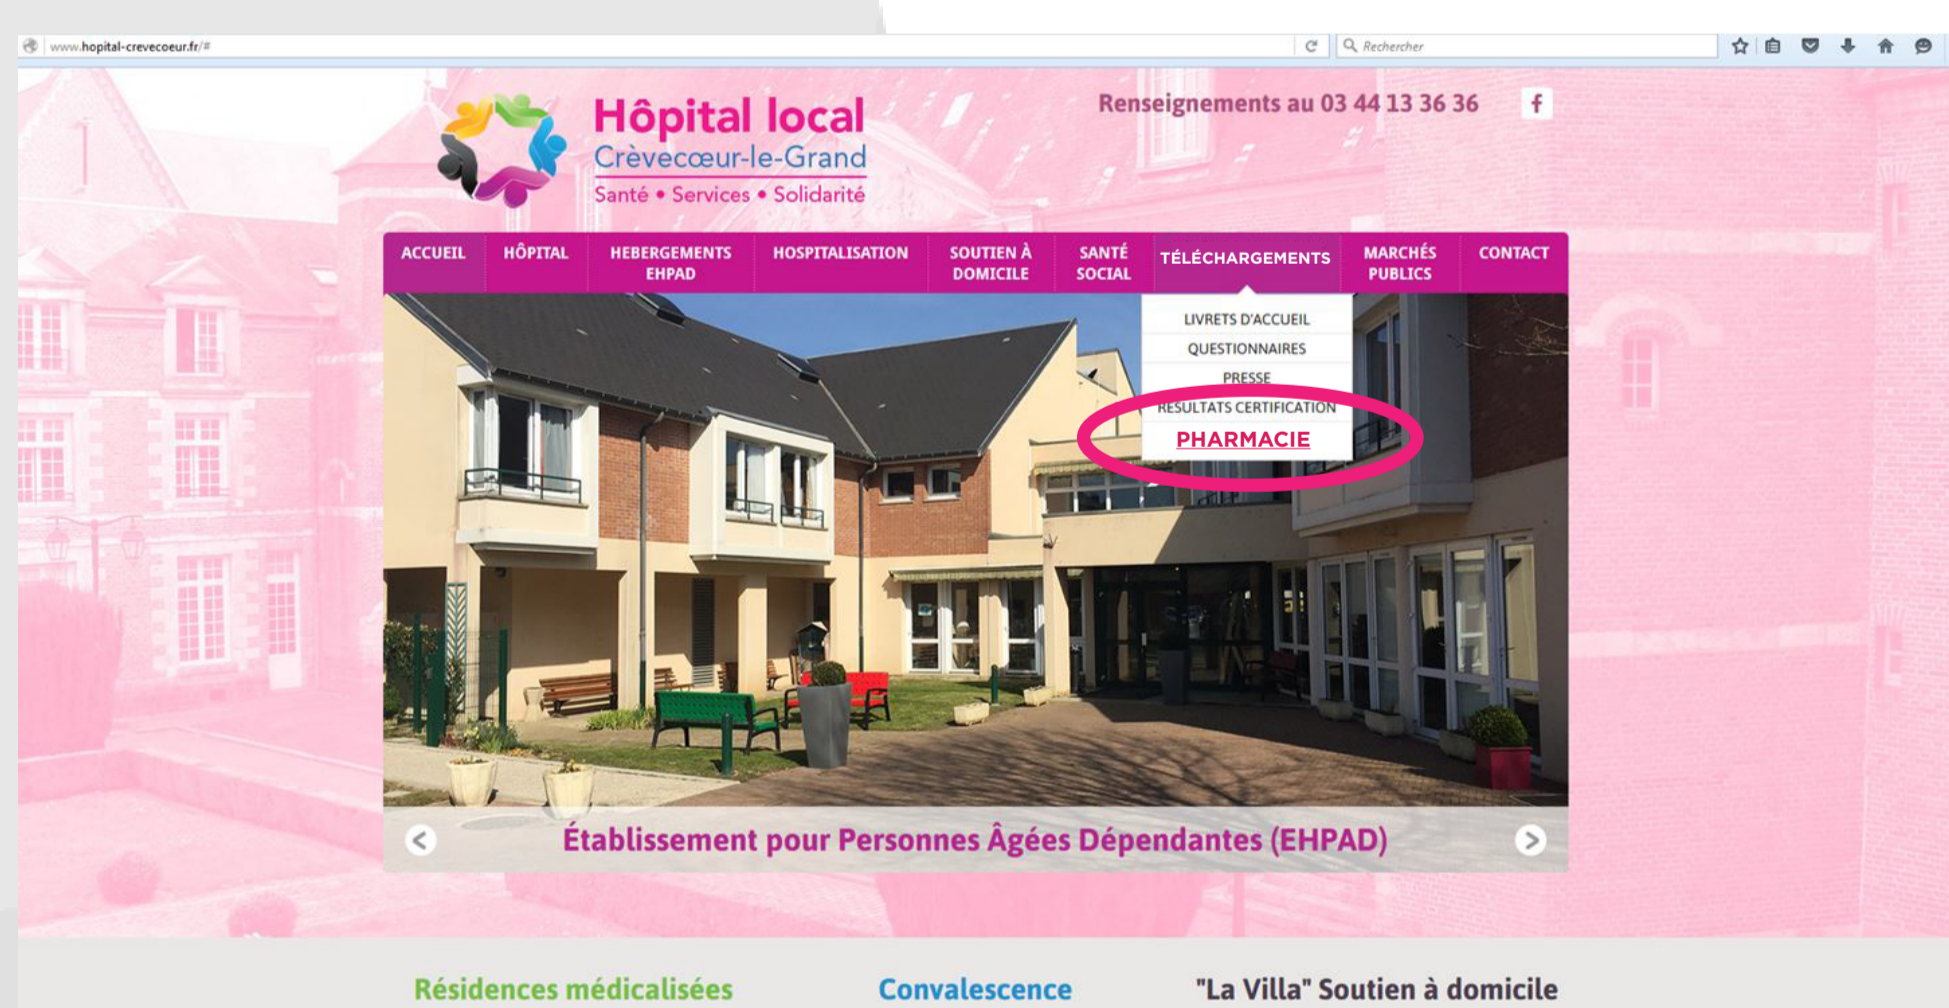 www.hopital-crevecoeur.fr/#
Rechercher
Hôpital local
Crèvecœur-le-Grand
Santé • Services • Solidarité
Renseignements au 03 44 13 36 36
f
ACCUEIL
HÔPITAL
HEBERGEMENTS
EHPAD
HOSPITALISATION
SOUTIEN À
DOMICILE
SANTÉ
SOCIAL
TÉLÉCHARGEMENTS
MARCHÉS
PUBLICS
CONTACT
LIVRETS D'ACCUEIL
QUESTIONNAIRES
PRESSE
RESULTATS CERTIFICATION
PHARMACIE
Établissement pour Personnes Âgées Dépendantes (EHPAD)
Résidences médicalisées
Convalescence
"La Villa" Soutien à domicile